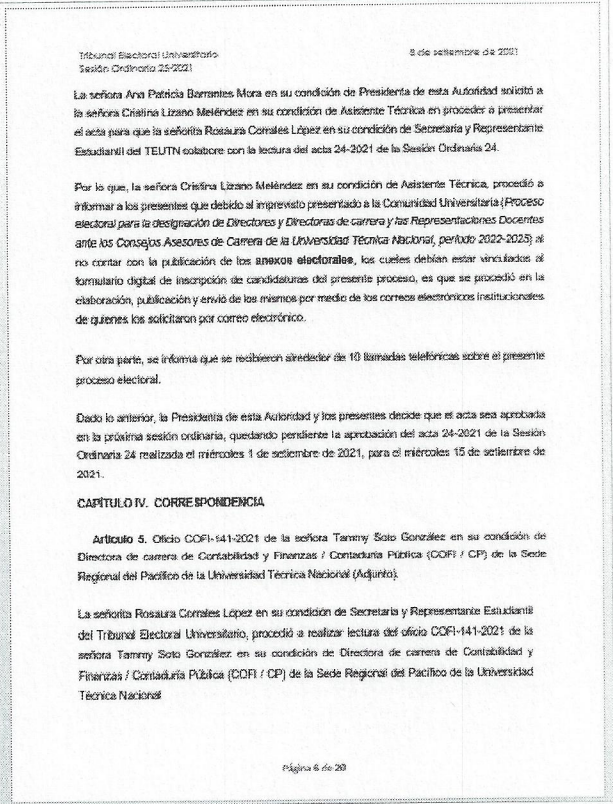 Tribunal Electoral Universitario
8 de setiembre de 2021
Sesión Ordinaria 25-2021
La señora Ana Patricia Barrantes Mora en su condición de Presidenta de esta Autoridad solicitó a
la señora Cristina Lizano Meléndez en su condición de Asistente Técnica en proceder a presentar
el acta para que la señorita Rosaura Corrales López en su condición de Secretaria y Representante
Estudiantil del TEUTN colabore con la lectura del acta 24-2021 de la Sesión Ordinaria 24.
Por lo que, la señora Cristina Lizano Meléndez en su condición de Asistente Técnica, procedió a
informar a los presentes que debido al imprevisto presentado a la Comunidad Universitaria (Proceso
electoral para la designación de Directores y Directoras de carrera y las Representaciones Docentes
ante los Consejos Asesores de Carrera de la Universidad Técnica Nacional, período 2022-2025) al
no contar con la publicación de los anexos electorales, los cueles debían estar vinculados al
formulario digital de inscripción de candidaturas del presente proceso, es que se procedió en la
elaboración, publicación y envió de los mismos por medio de los correos electrónicos institucionales
de quienes los solicitaron por correo electrónico.
Por otra parte, se informa que se recibieron alrededor de 10 llamadas telefónicas sobre el presente
proceso electoral.
Dado lo anterior, la Presidenta de esta Autoridad y los presentes decide que el acta sea aprobada
en la próxima sesión ordinaria, quedando pendiente la aprobación del acta 24-2021 de la Sesión
Ordinaria 24 realizada el miércoles 1 de setiembre de 2021, para el miércoles 15 de setiembre de
2021.
CAPÍTULO IV. CORRESPONDENCIA
Artículo 5. Oficio COFI-141-2021 de la señora Tammy Soto González en su condición de
Directora de carrera de Contabilidad y Finanzas / Contaduría Pública (COFI / CP) de la Sede
Regional del Pacífico de la Universidad Técnica Nacional (Adjunto).
La señorita Rosaura Corrales López en su condición de Secretaria y Representante Estudiantil
del Tribunal Electoral Universitario, procedió a realizar lectura del oficio COFI-141-2021 de la
señora Tammy Soto González en su condición de Directora de carrera de Contabilidad y
Finanzas / Contaduría Pública (COFI / CP) de la Sede Regional del Pacífico de la Universidad
Técnica Nacional
Página 6 de 20